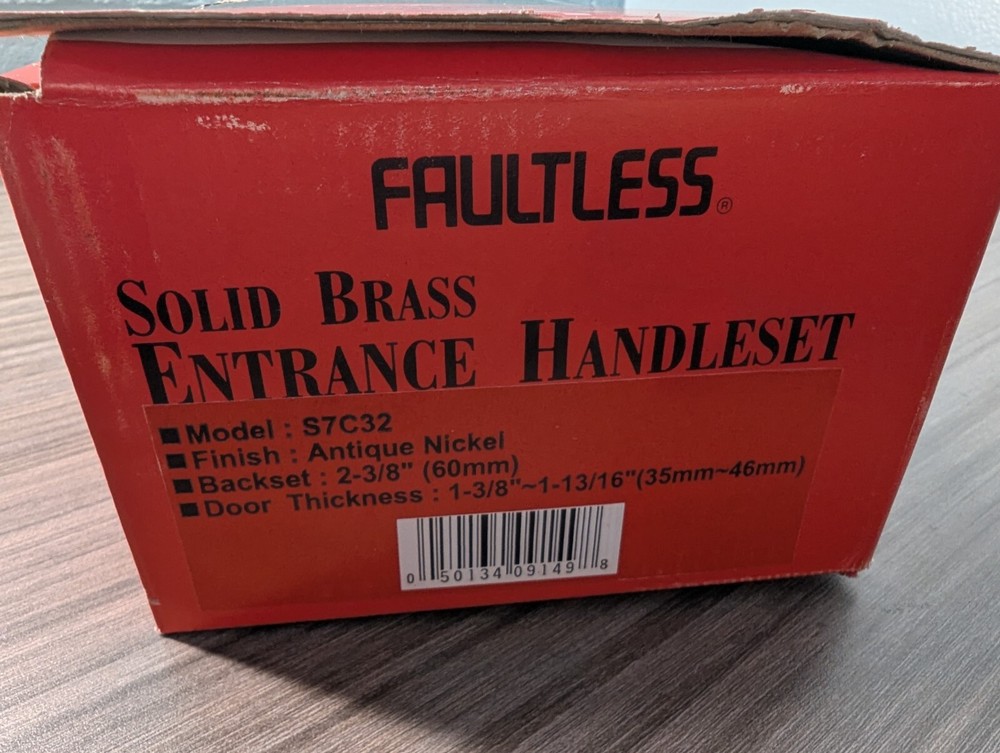 FAULTLESS®
SOLID BRASS
ENTRANCE HANDLESET
■ Model : S7C32
■ Finish : Antique Nickel
■ Backset : 2-3/8" (60mm)
■ Door Thickness : 1-3/8"~1-13/16"(35mm~46mm)
0 50134 09149 8